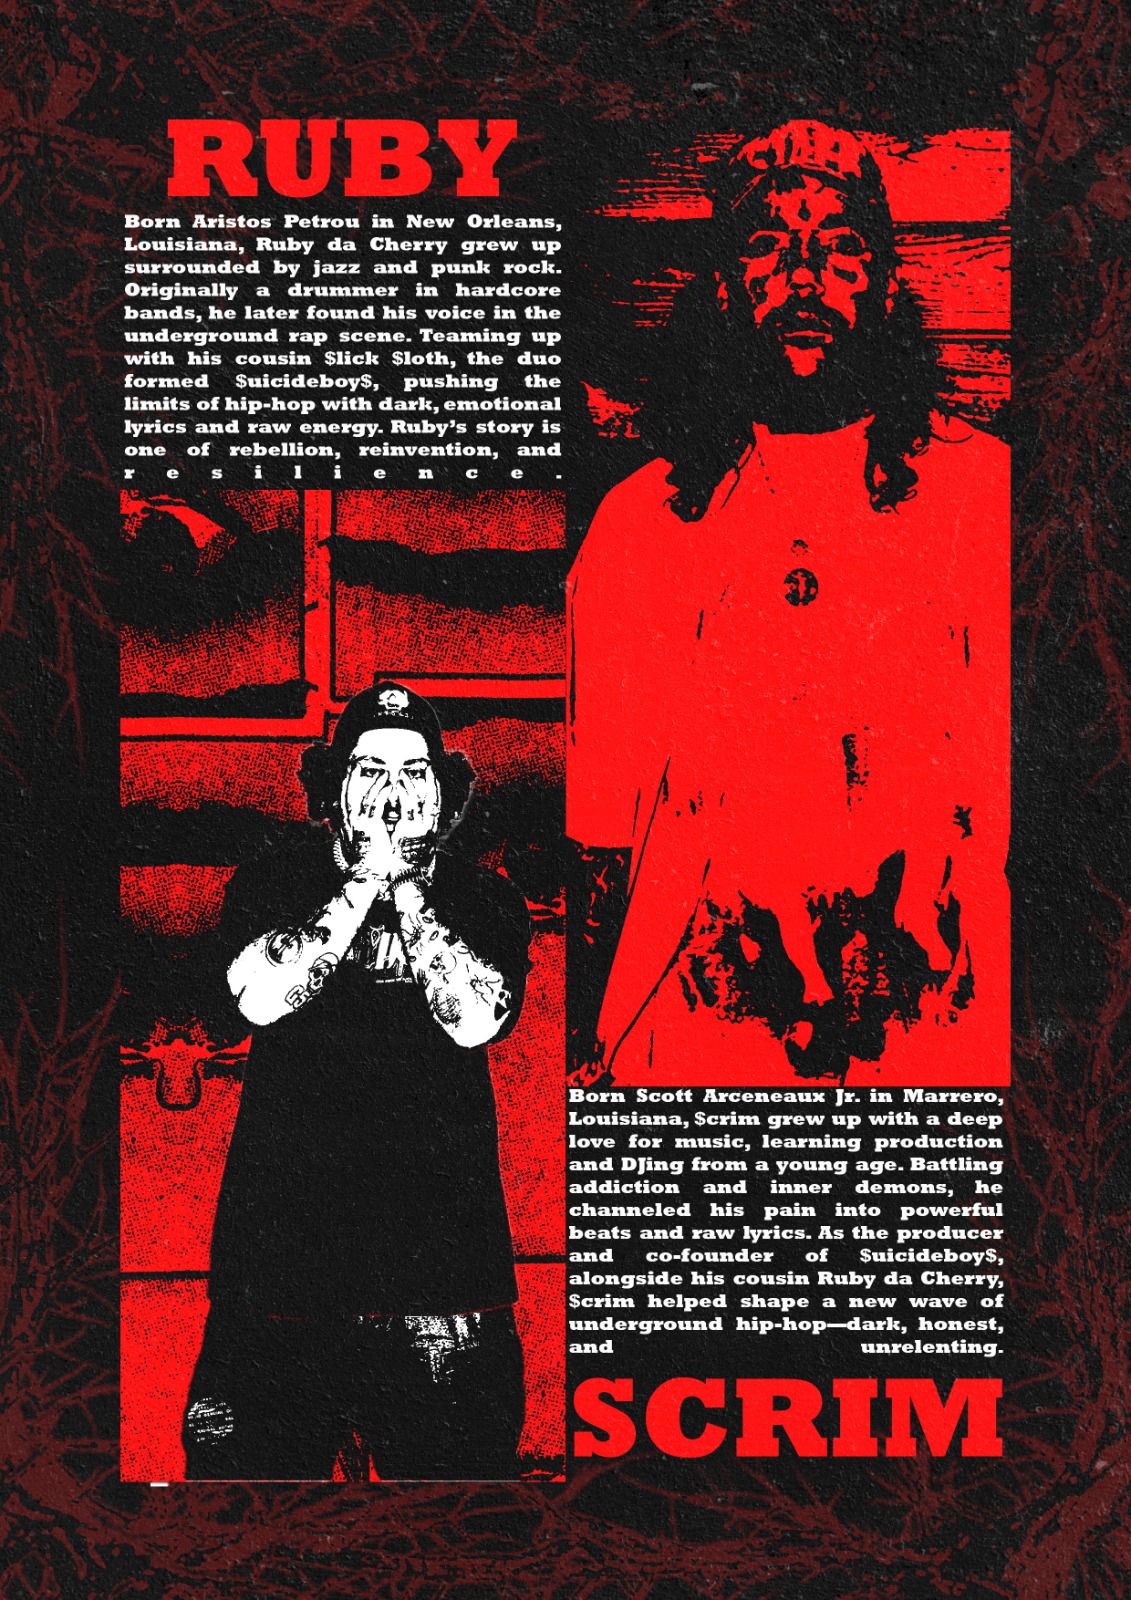 RUBY
Born Aristos Petrou in New Orleans,
Louisiana, Ruby da Cherry grew up
surrounded by jazz and punk rock.
Originally a drummer in hardcore
bands, he later found his voice in the
underground rap scene. Teaming up
with his cousin $lick $loth, the duo
formed $uicideboy$, pushing the
limits of hip-hop with dark, emotional
lyrics and raw energy. Ruby's story is
one of rebellion, reinvention, and
resilience.
Born Scott Arceneaux Jr. in Marrero,
Louisiana, $crim grew up with a deep
love for music, learning production
and DJing from a young age. Battling
addiction and inner demons, he
channeled his pain into powerful
beats and raw lyrics. As the producer
and co-founder of $uicideboy$,
alongside his cousin Ruby da Cherry,
$crim helped shape a new wave of
underground hip-hop—dark, honest,
and unrelenting.
SCRIM